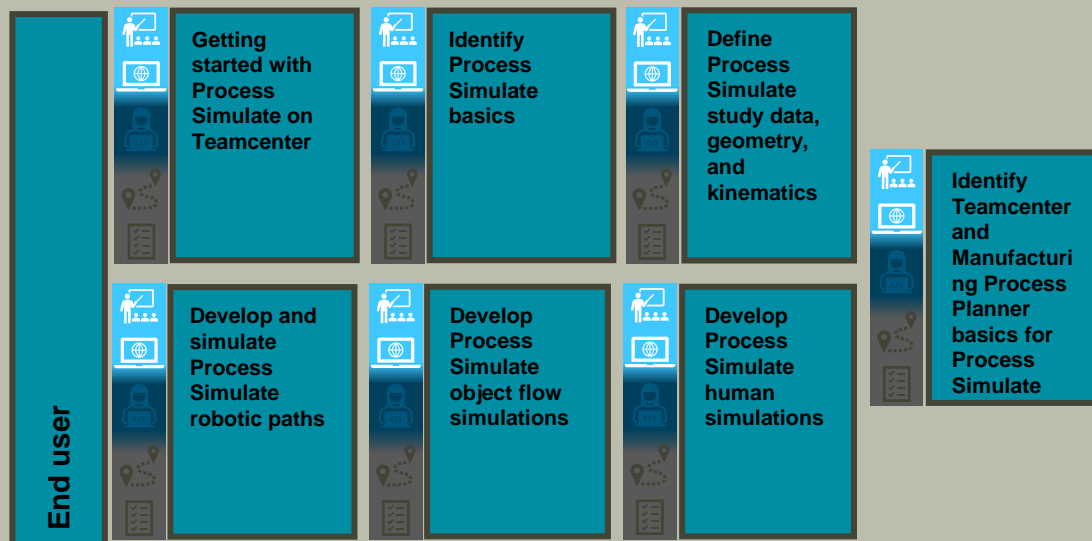 Getting
started with
Process
Simulate on
Teamcenter
Identify
Process
Simulate
basics
Define
Process
Simulate
study data,
geometry,
and
kinematics
Identify
Teamcenter
and
Manufacturi
ng Process
Planner
basics for
Process
Simulate
Develop and
simulate
Process
Simulate
robotic paths
Develop
Process
Simulate
object flow
simulations
Develop
Process
Simulate
human
simulations
End user